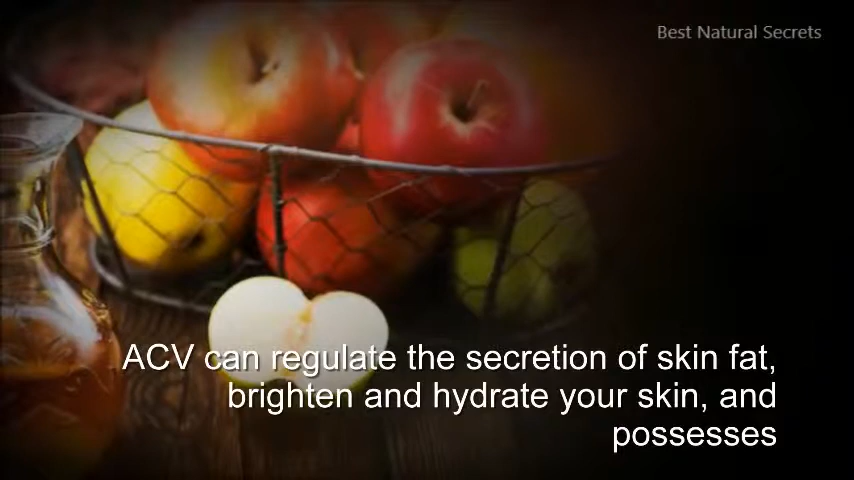 Best Natural Secrets
ACV can regulate the secretion of skin fat,
brighten and hydrate your skin, and
possesses